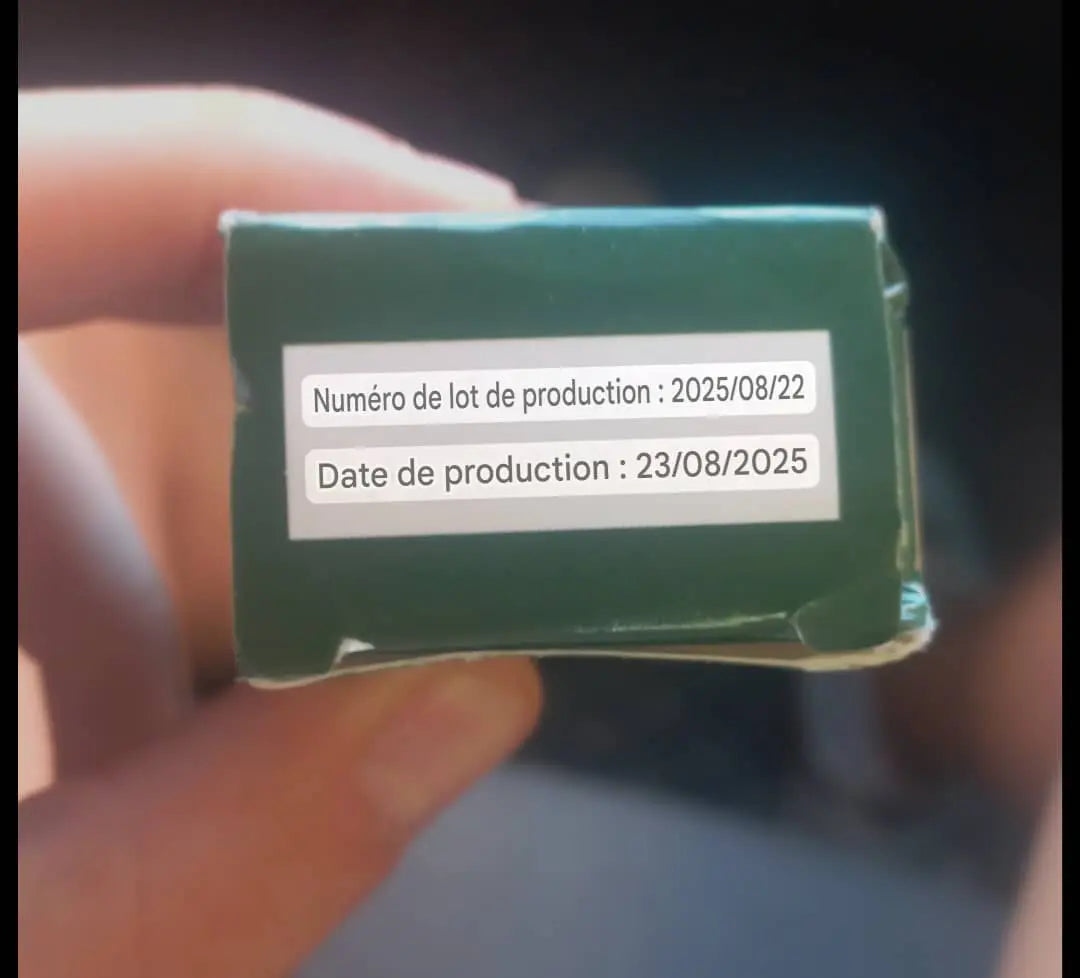 Numéro de lot de production : 2025/08/22
Date de production : 23/08/2025